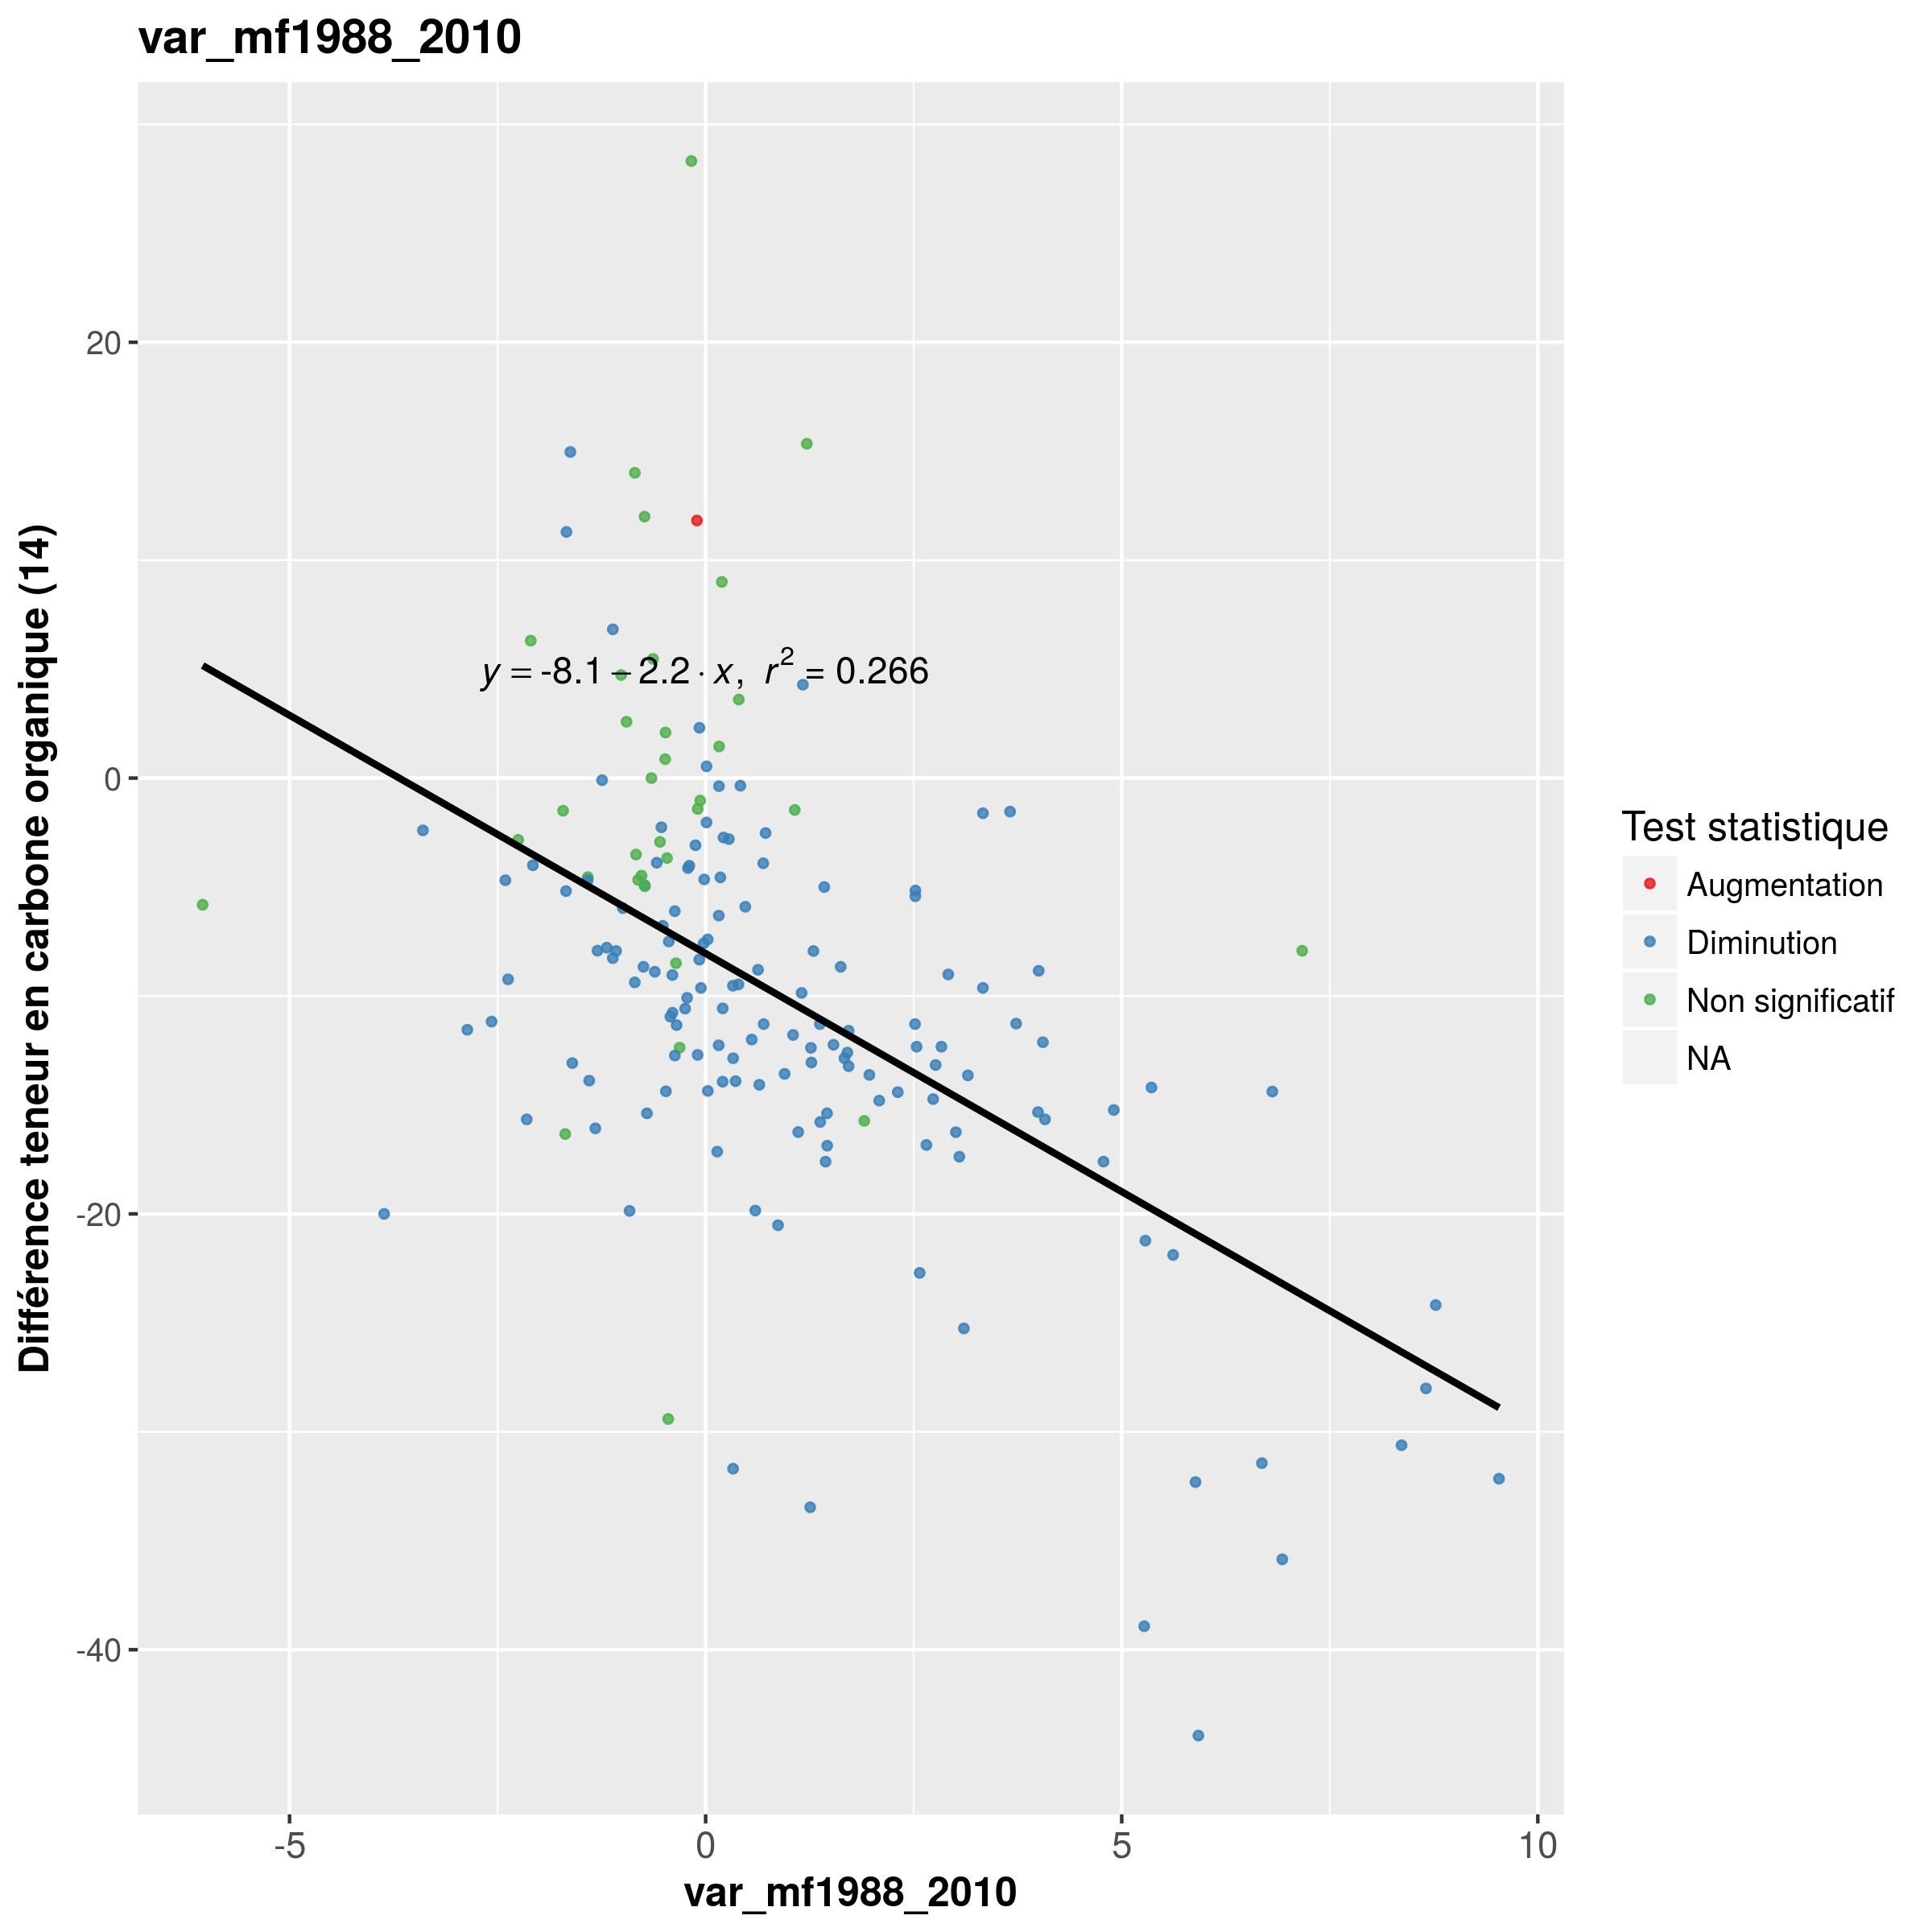 var_mf1988_2010
Différence teneur en carbone organique (14)
20
0
-20
-40
y = -8.1 − 2.2 · x, r2 = 0.266
-5
0
5
10
var_mf1988_2010
Test statistique
Augmentation
Diminution
Non significatif
NA